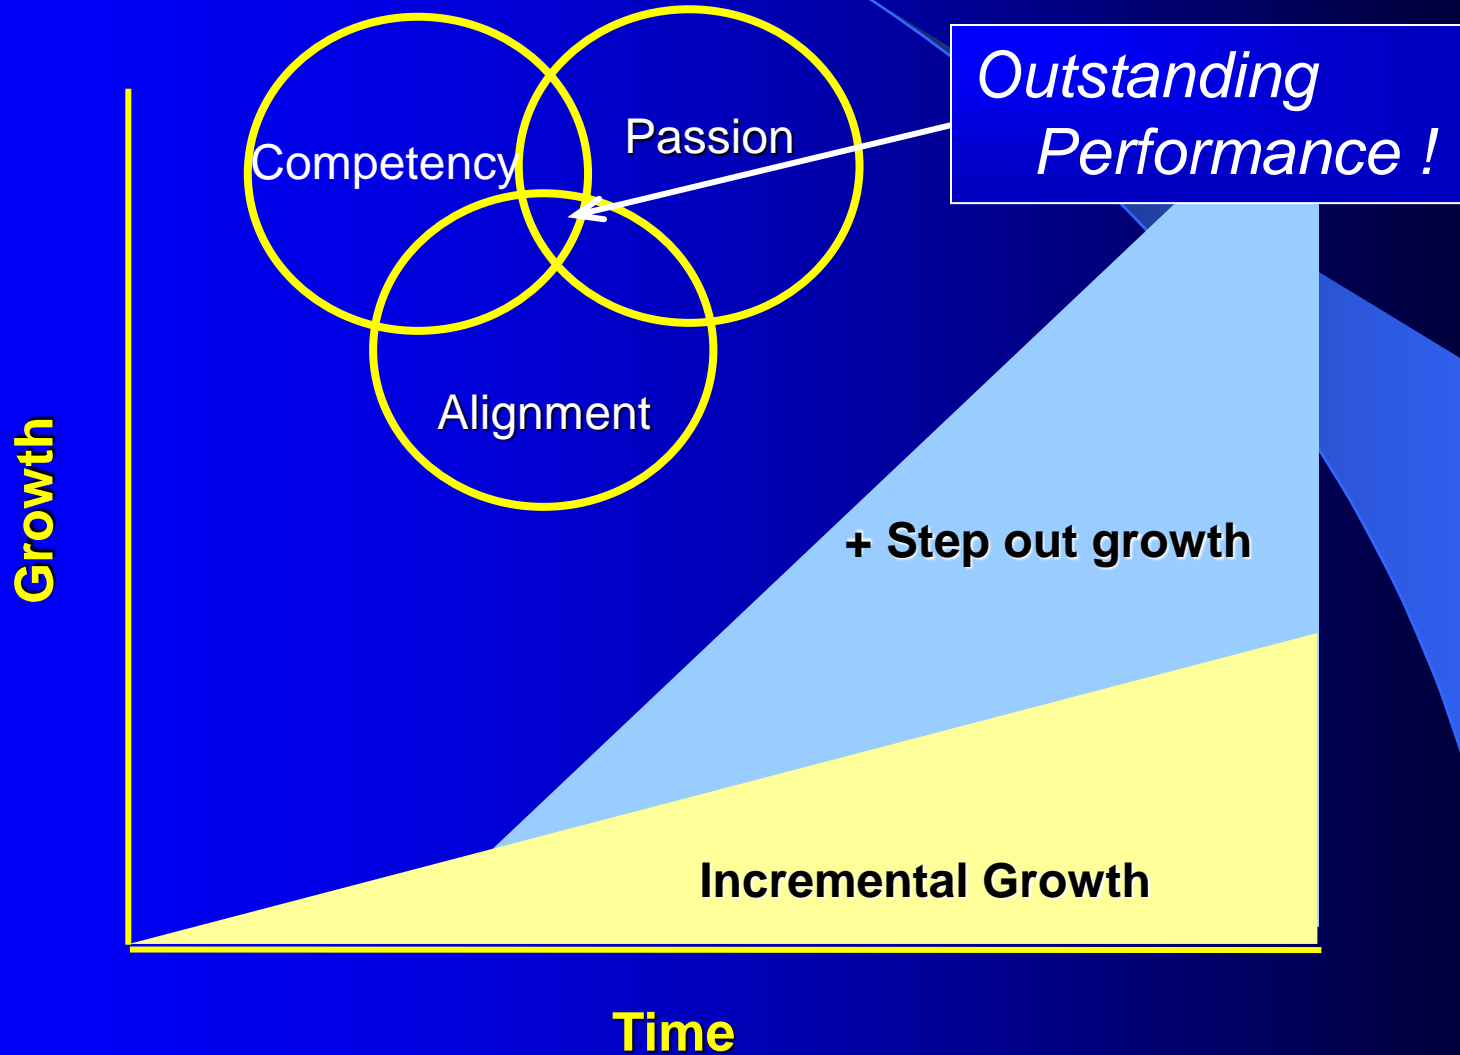 Outstanding
Performance !
Competency
Passion
Alignment
Growth
+ Step out growth
Incremental Growth
Time